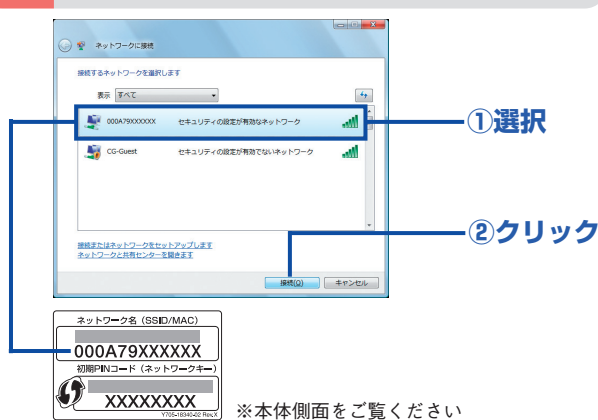 ネットワークに接続
接続するネットワークを選択します
表示 すべて
000A79XXXXXX セキュリティの設定が有効なネットワーク
①選択
CG-Guest セキュリティの設定が有効でないネットワーク
②クリック
接続またはネットワークをセットアップします
ネットワークと共有センターを開きます
接続(O) キャンセル
ネットワーク名（SSID/MAC）
000A79XXXXXX
初期PINコード（ネットワークキー）
XXXXXXXX
Y705-18340-02 Rev.X
※本体側面をご覧ください